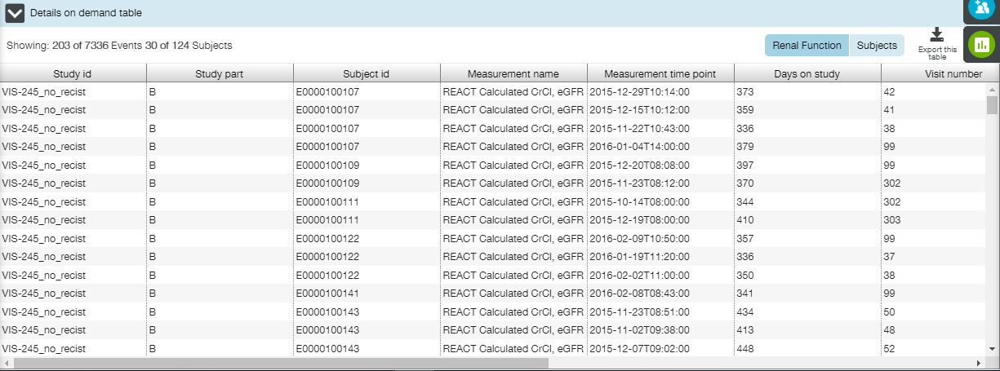 Details on demand table
Showing: 203 of 7336 Events 30 of 124 Subjects
Renal Function Subjects Export this table
Study id Study part Subject id Measurement name Measurement time point Days on study Visit number
VIS-245_no_recist B E0000100107 REACT Calculated CrCl, eGFR 2015-12-29T10:14:00 373 42
VIS-245_no_recist B E0000100107 REACT Calculated CrCl, eGFR 2015-12-15T10:12:00 359 41
VIS-245_no_recist B E0000100107 REACT Calculated CrCl, eGFR 2015-11-22T10:43:00 336 38
VIS-245_no_recist B E0000100107 REACT Calculated CrCl, eGFR 2016-01-04T14:00:00 379 99
VIS-245_no_recist B E0000100109 REACT Calculated CrCl, eGFR 2015-12-20T08:08:00 397 99
VIS-245_no_recist B E0000100109 REACT Calculated CrCl, eGFR 2015-11-23T08:12:00 370 302
VIS-245_no_recist B E0000100111 REACT Calculated CrCl, eGFR 2015-10-14T08:00:00 344 302
VIS-245_no_recist B E0000100111 REACT Calculated CrCl, eGFR 2015-12-19T08:00:00 410 303
VIS-245_no_recist B E0000100122 REACT Calculated CrCl, eGFR 2016-02-09T10:50:00 357 99
VIS-245_no_recist B E0000100122 REACT Calculated CrCl, eGFR 2016-01-19T11:20:00 336 37
VIS-245_no_recist B E0000100122 REACT Calculated CrCl, eGFR 2016-02-02T11:00:00 350 38
VIS-245_no_recist B E0000100141 REACT Calculated CrCl, eGFR 2016-02-08T08:43:00 341 99
VIS-245_no_recist B E0000100143 REACT Calculated CrCl, eGFR 2015-11-23T08:51:00 434 50
VIS-245_no_recist B E0000100143 REACT Calculated CrCl, eGFR 2015-11-02T09:38:00 413 48
VIS-245_no_recist B E0000100143 REACT Calculated CrCl, eGFR 2015-12-07T09:02:00 448 52